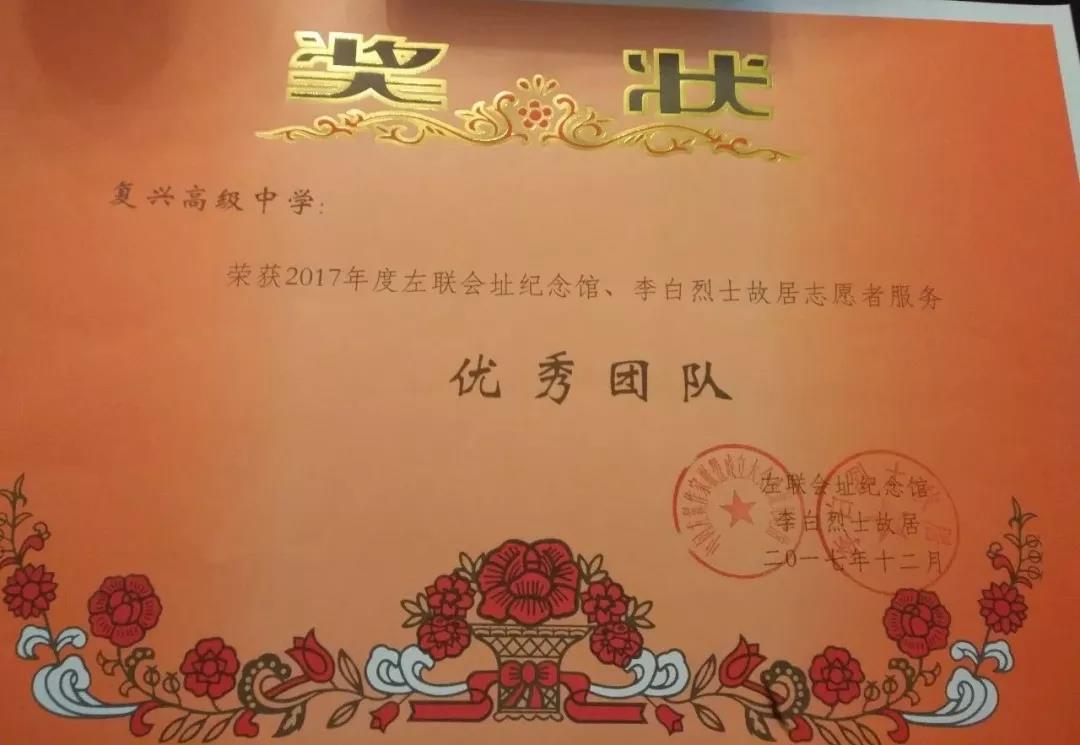 奖状
复兴高级中学:
荣获2017年度左联会址纪念馆、李白烈士故居志愿者服务
优秀团队
左联会址纪念馆
李白烈士故居
二〇一七年十二月